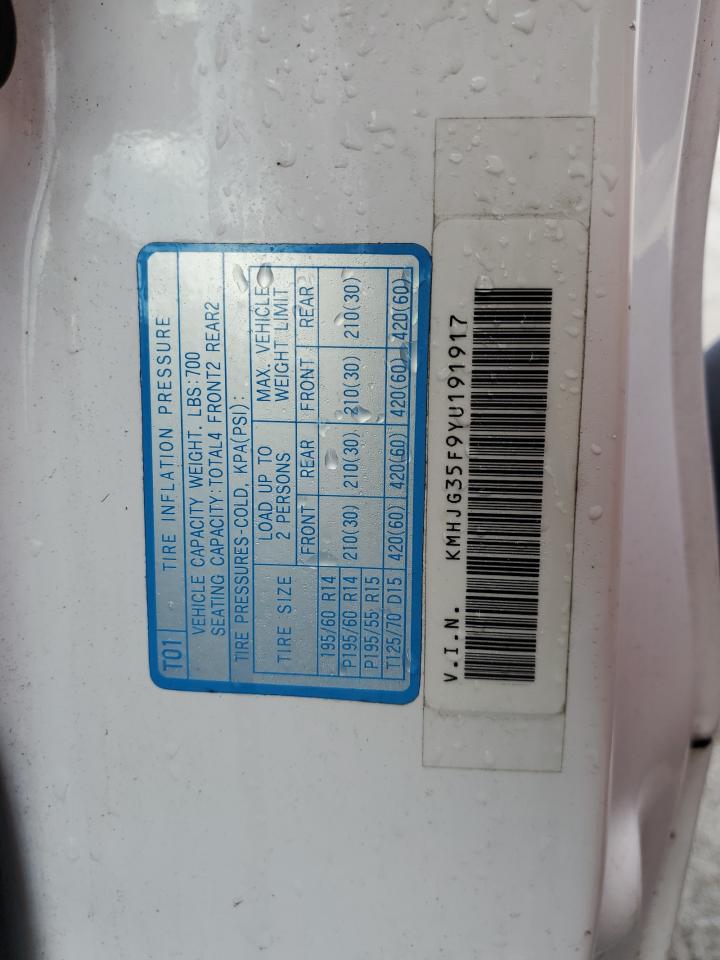 T01 TIRE INFLATION PRESSURE
VEHICLE CAPACITY WEIGHT. LBS:700
SEATING CAPACITY:TOTAL4 FRONT2 REAR2
TIRE PRESSURES-COLD, KPA(PSI):
TIRE SIZE LOAD UP TO 2 PERSONS MAX. VEHICLE WEIGHT LIMIT
FRONT REAR FRONT REAR
195/60 R14
P195/60 R14 210(30) 210(30) 210(30) 210(30)
P195/55 R15
T125/70 D15 420(60) 420(60) 420(60) 420(60)
V.I.N. KMHJG35F9YU191917